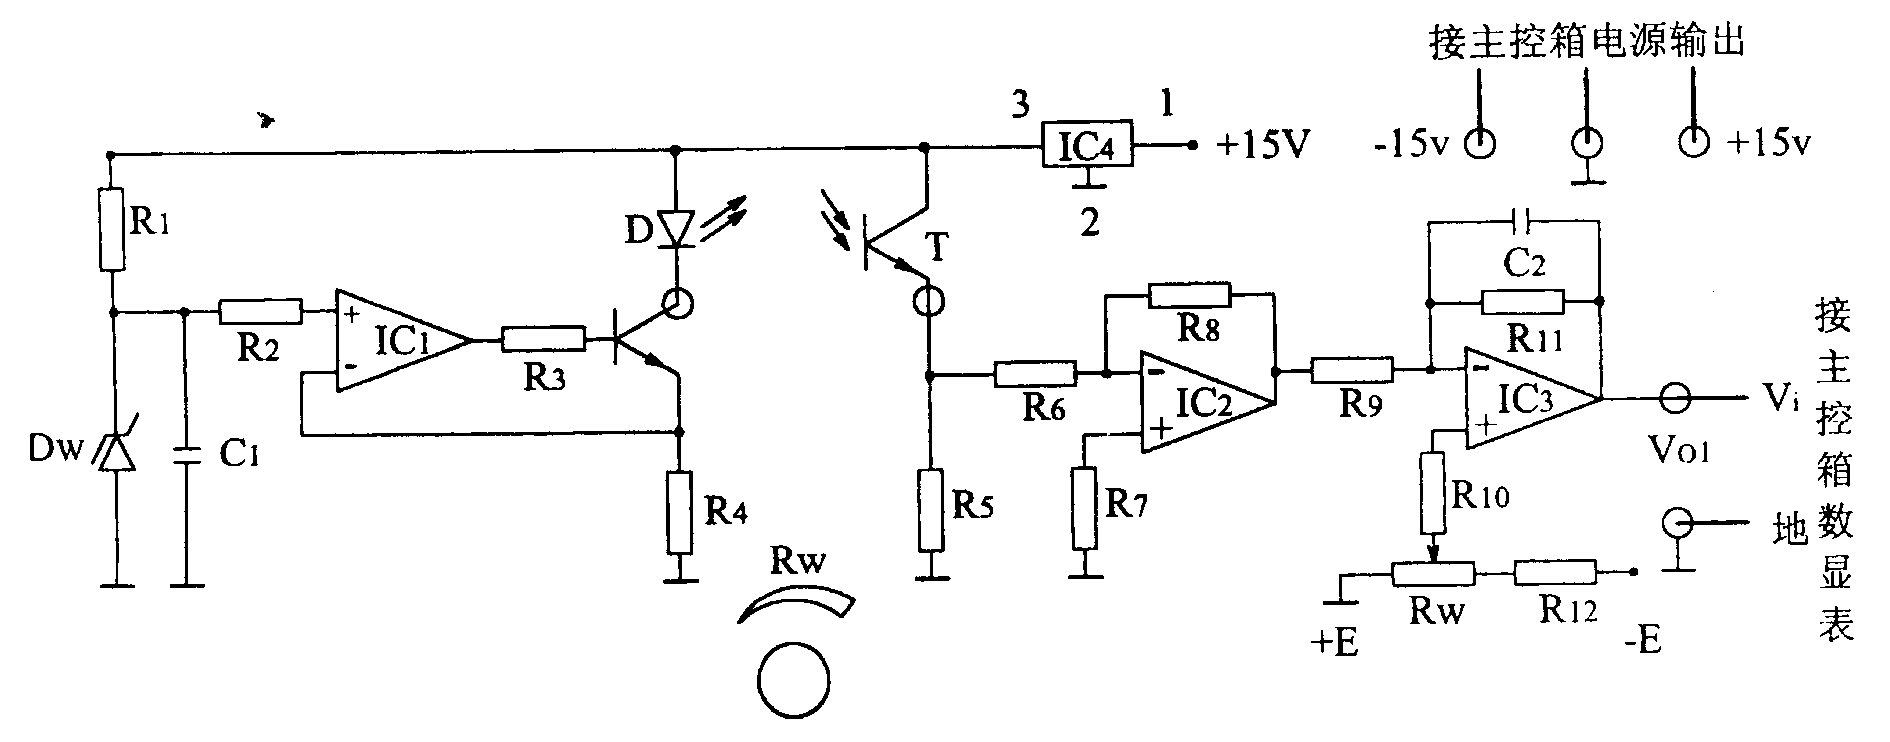 接主控箱电源输出
3
1
IC4
+15V
-15v
+15v
2
R1
D
T
C2
R2
+
IC1
-
R3
R8
R11
R6
-
IC2
+
R9
-
IC3
+
Vi
VO1
接主控箱数显表
DW
C1
R4
R5
R7
R10
地
RW
+E
RW
R12
-E